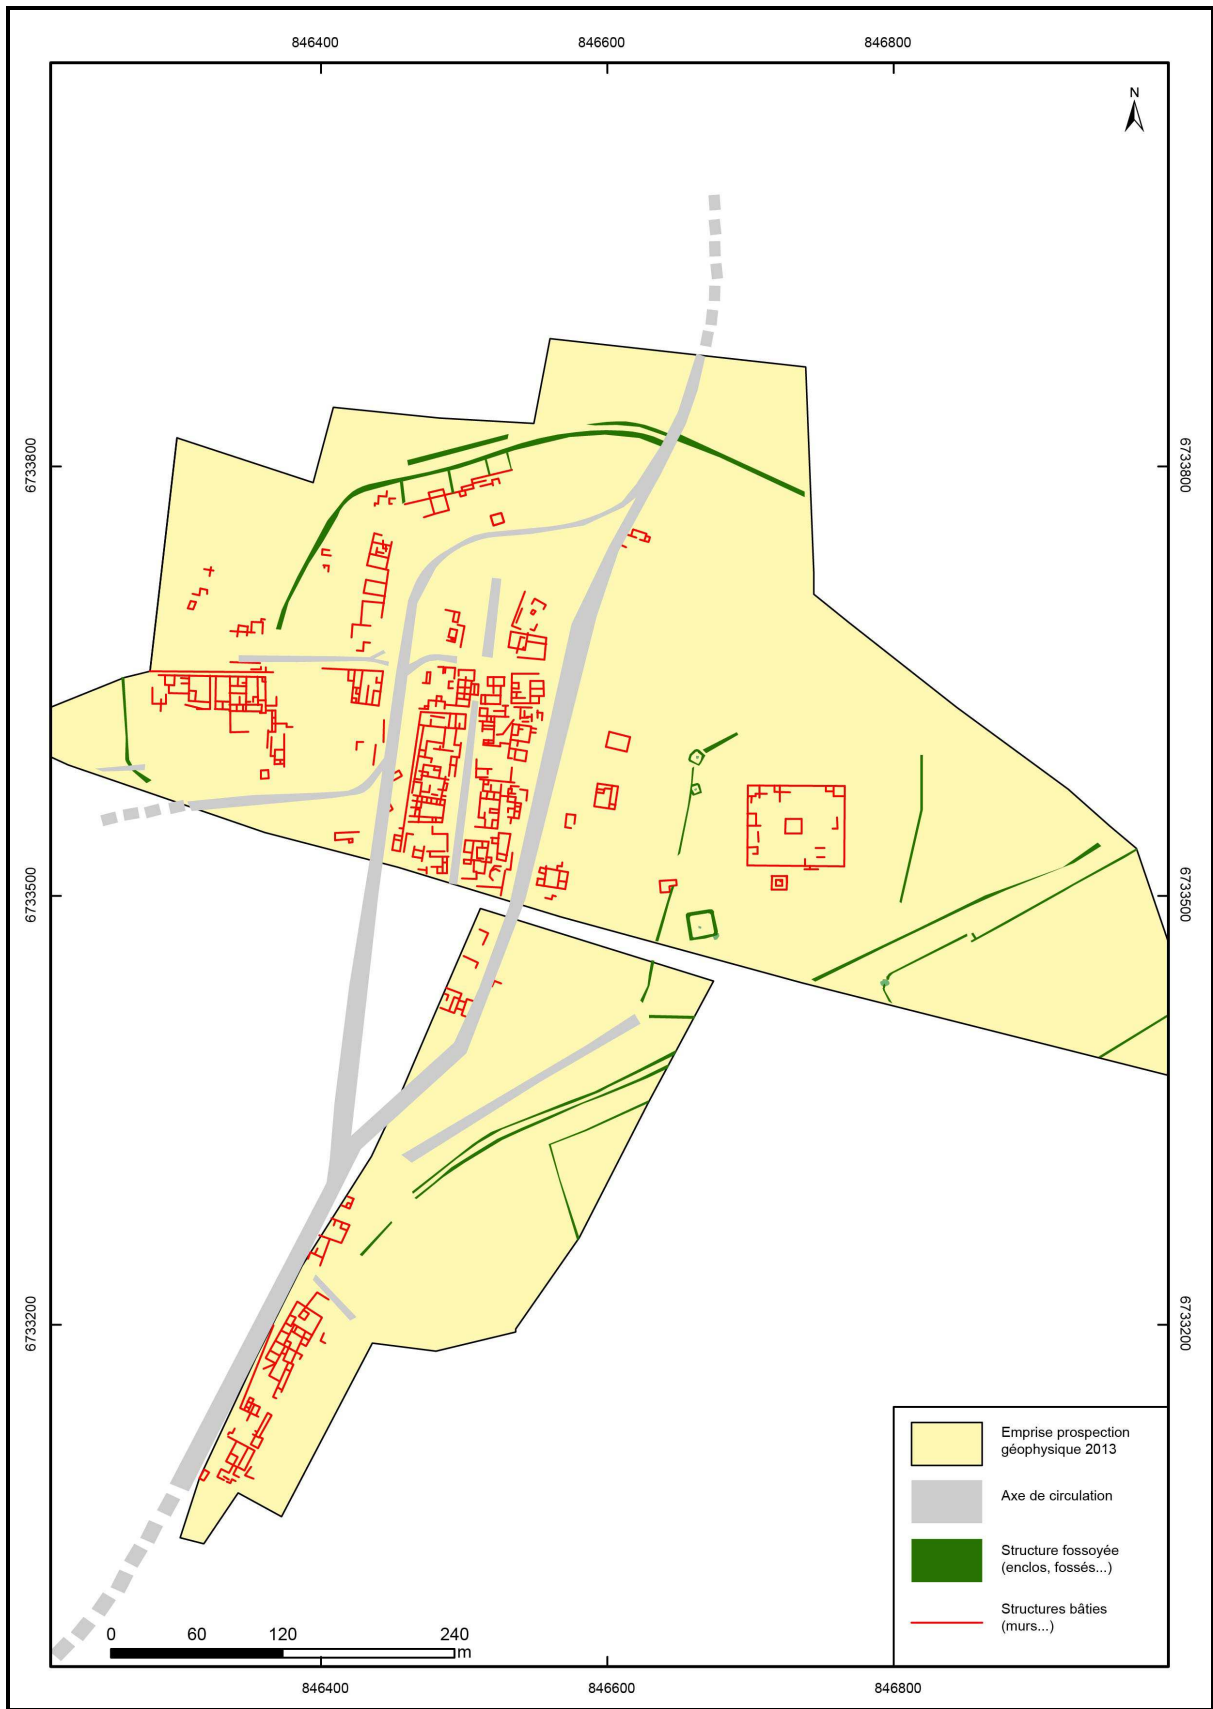 846400
846600
846800
N
6733800
6733800
6733500
6733500
6733200
6733200
Emprise prospection
géophysique 2013
Axe de circulation
Structure fossoyée
(enclos, fossés...)
Structures bâties
(murs...)
0 60 120 240
m
846400
846600
846800